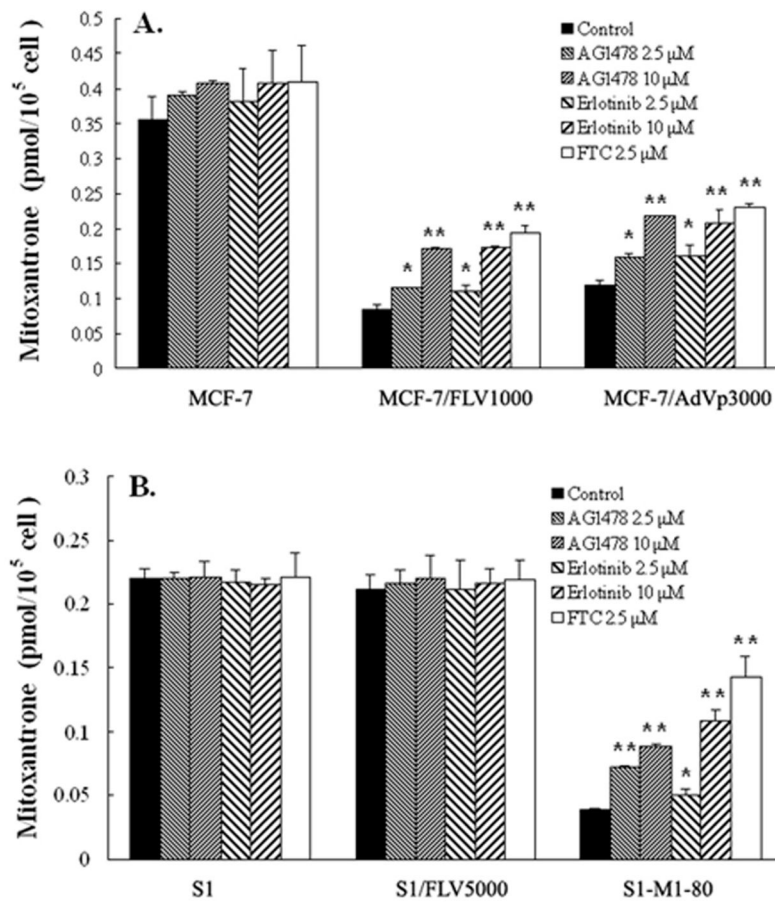 A.
Mitoxantrone (pmol/10⁵ cell )
0.5
0.45
0.4
0.35
0.3
0.25
0.2
0.15
0.1
0.05
0
Control
AG1478 2.5 µM
AG1478 10 µM
Erlotinib 2.5 µM
Erlotinib 10 µM
FTC 2.5 µM
* ** * ** **
* ** * ** **
MCF-7 MCF-7/FLV1000 MCF-7/AdVp3000
B.
Mitoxantrone (pmol/10⁵ cell )
0.3
0.25
0.2
0.15
0.1
0.05
0
Control
AG1478 2.5 µM
AG1478 10 µM
Erlotinib 2.5 µM
Erlotinib 10 µM
FTC 2.5 µM
** ** * ** **
S1 S1/FLV5000 S1-M1-80